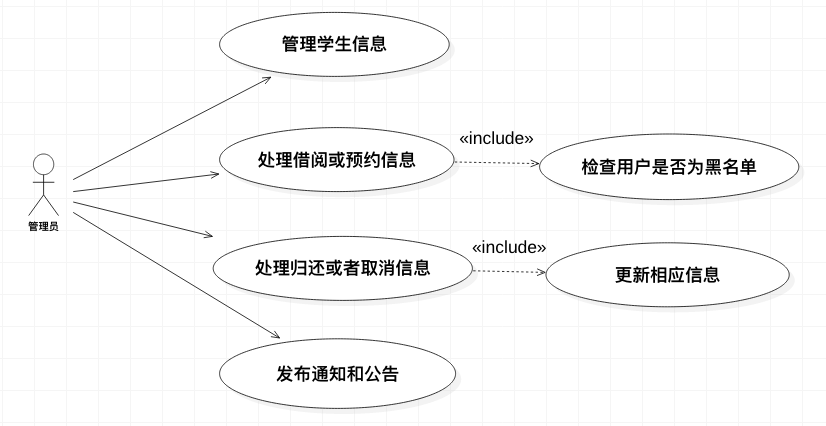 管理学生信息
«include»
处理借阅或预约信息
检查用户是否为黑名单
管理员
«include»
处理归还或者取消信息
更新相应信息
发布通知和公告